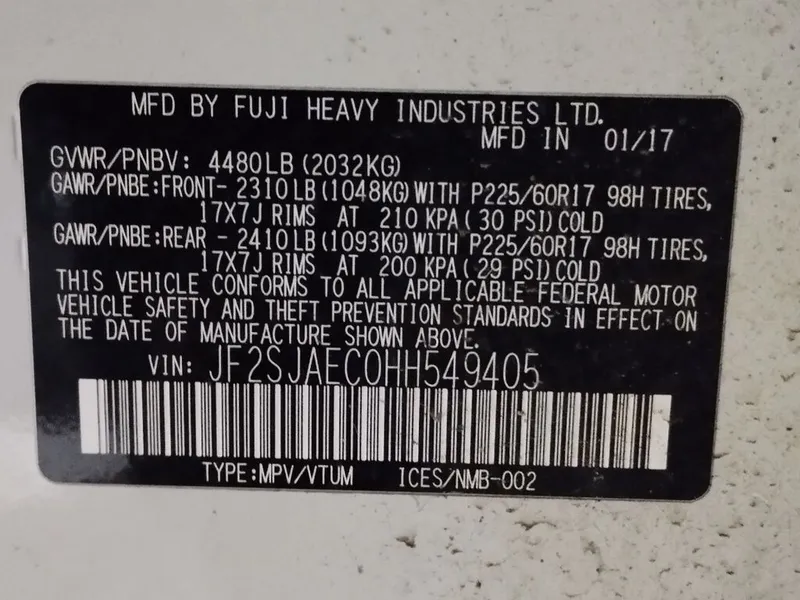 MFD BY FUJI HEAVY INDUSTRIES LTD.
MFD IN 01/17
GVWR/PNBV: 4480LB(2032KG)
GAWR/PNBE:FRONT- 2310LB(1048KG)WITH P225/60R17 98H TIRES,
17X7J RIMS AT 210 KPA( 30 PSI)COLD
GAWR/PNBE:REAR - 2410LB(1093KG)WITH P225/60R17 98H TIRES,
17X7J RIMS AT 200 KPA( 29 PSI)COLD
THIS VEHICLE CONFORMS TO ALL APPLICABLE FEDERAL MOTOR
VEHICLE SAFETY AND THEFT PREVENTION STANDARDS IN EFFECT ON
THE DATE OF MANUFACTURE SHOWN ABOVE.
VIN: JF2SJAEC0HH549405
TYPE:MPV/VTUM ICES/NMB-002